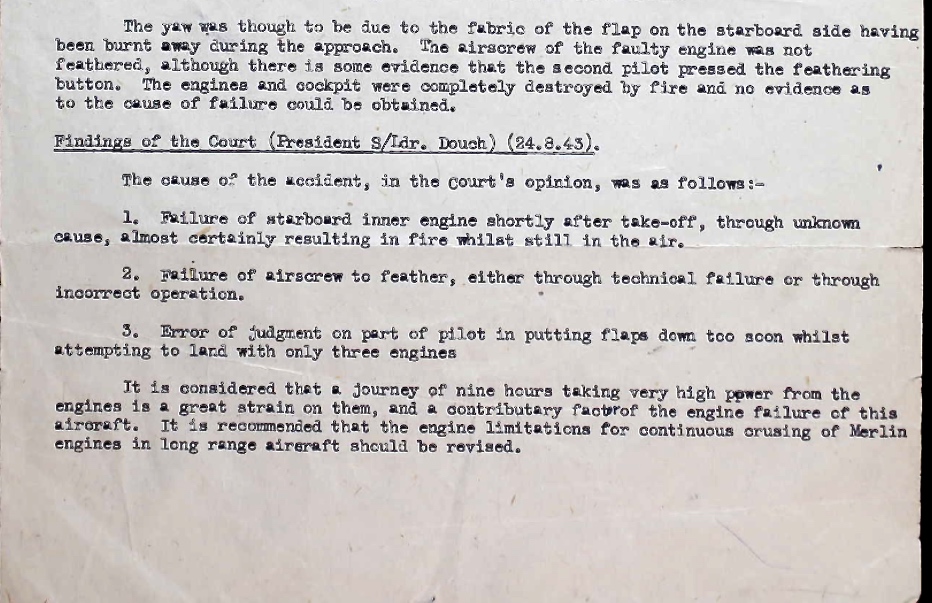 The yaw was though to be due to the fabric of the flap on the starboard side having
been burnt away during the approach. The airscrew of the faulty engine was not
feathered, although there is some evidence that the second pilot pressed the feathering
button. The engines and cockpit were completely destroyed by fire and no evidence as
to the cause of failure could be obtained.
Findings of the Court (President S/Ldr. Douch) (24.8.43).
The cause of the accident, in the Court's opinion, was as follows:-
1. Failure of starboard inner engine shortly after take-off, through unknown
cause, almost certainly resulting in fire whilst still in the air.
2. Failure of airscrew to feather, either through technical failure or through
incorrect operation.
3. Error of judgment on part of pilot in putting flaps down too soon whilst
attempting to land with only three engines
It is considered that a journey of nine hours taking very high power from the
engines is a great strain on them, and a contributary factor of the engine failure of this
aircraft. It is recommended that the engine limitations for continuous crusing of Merlin
engines in long range aircraft should be revised.